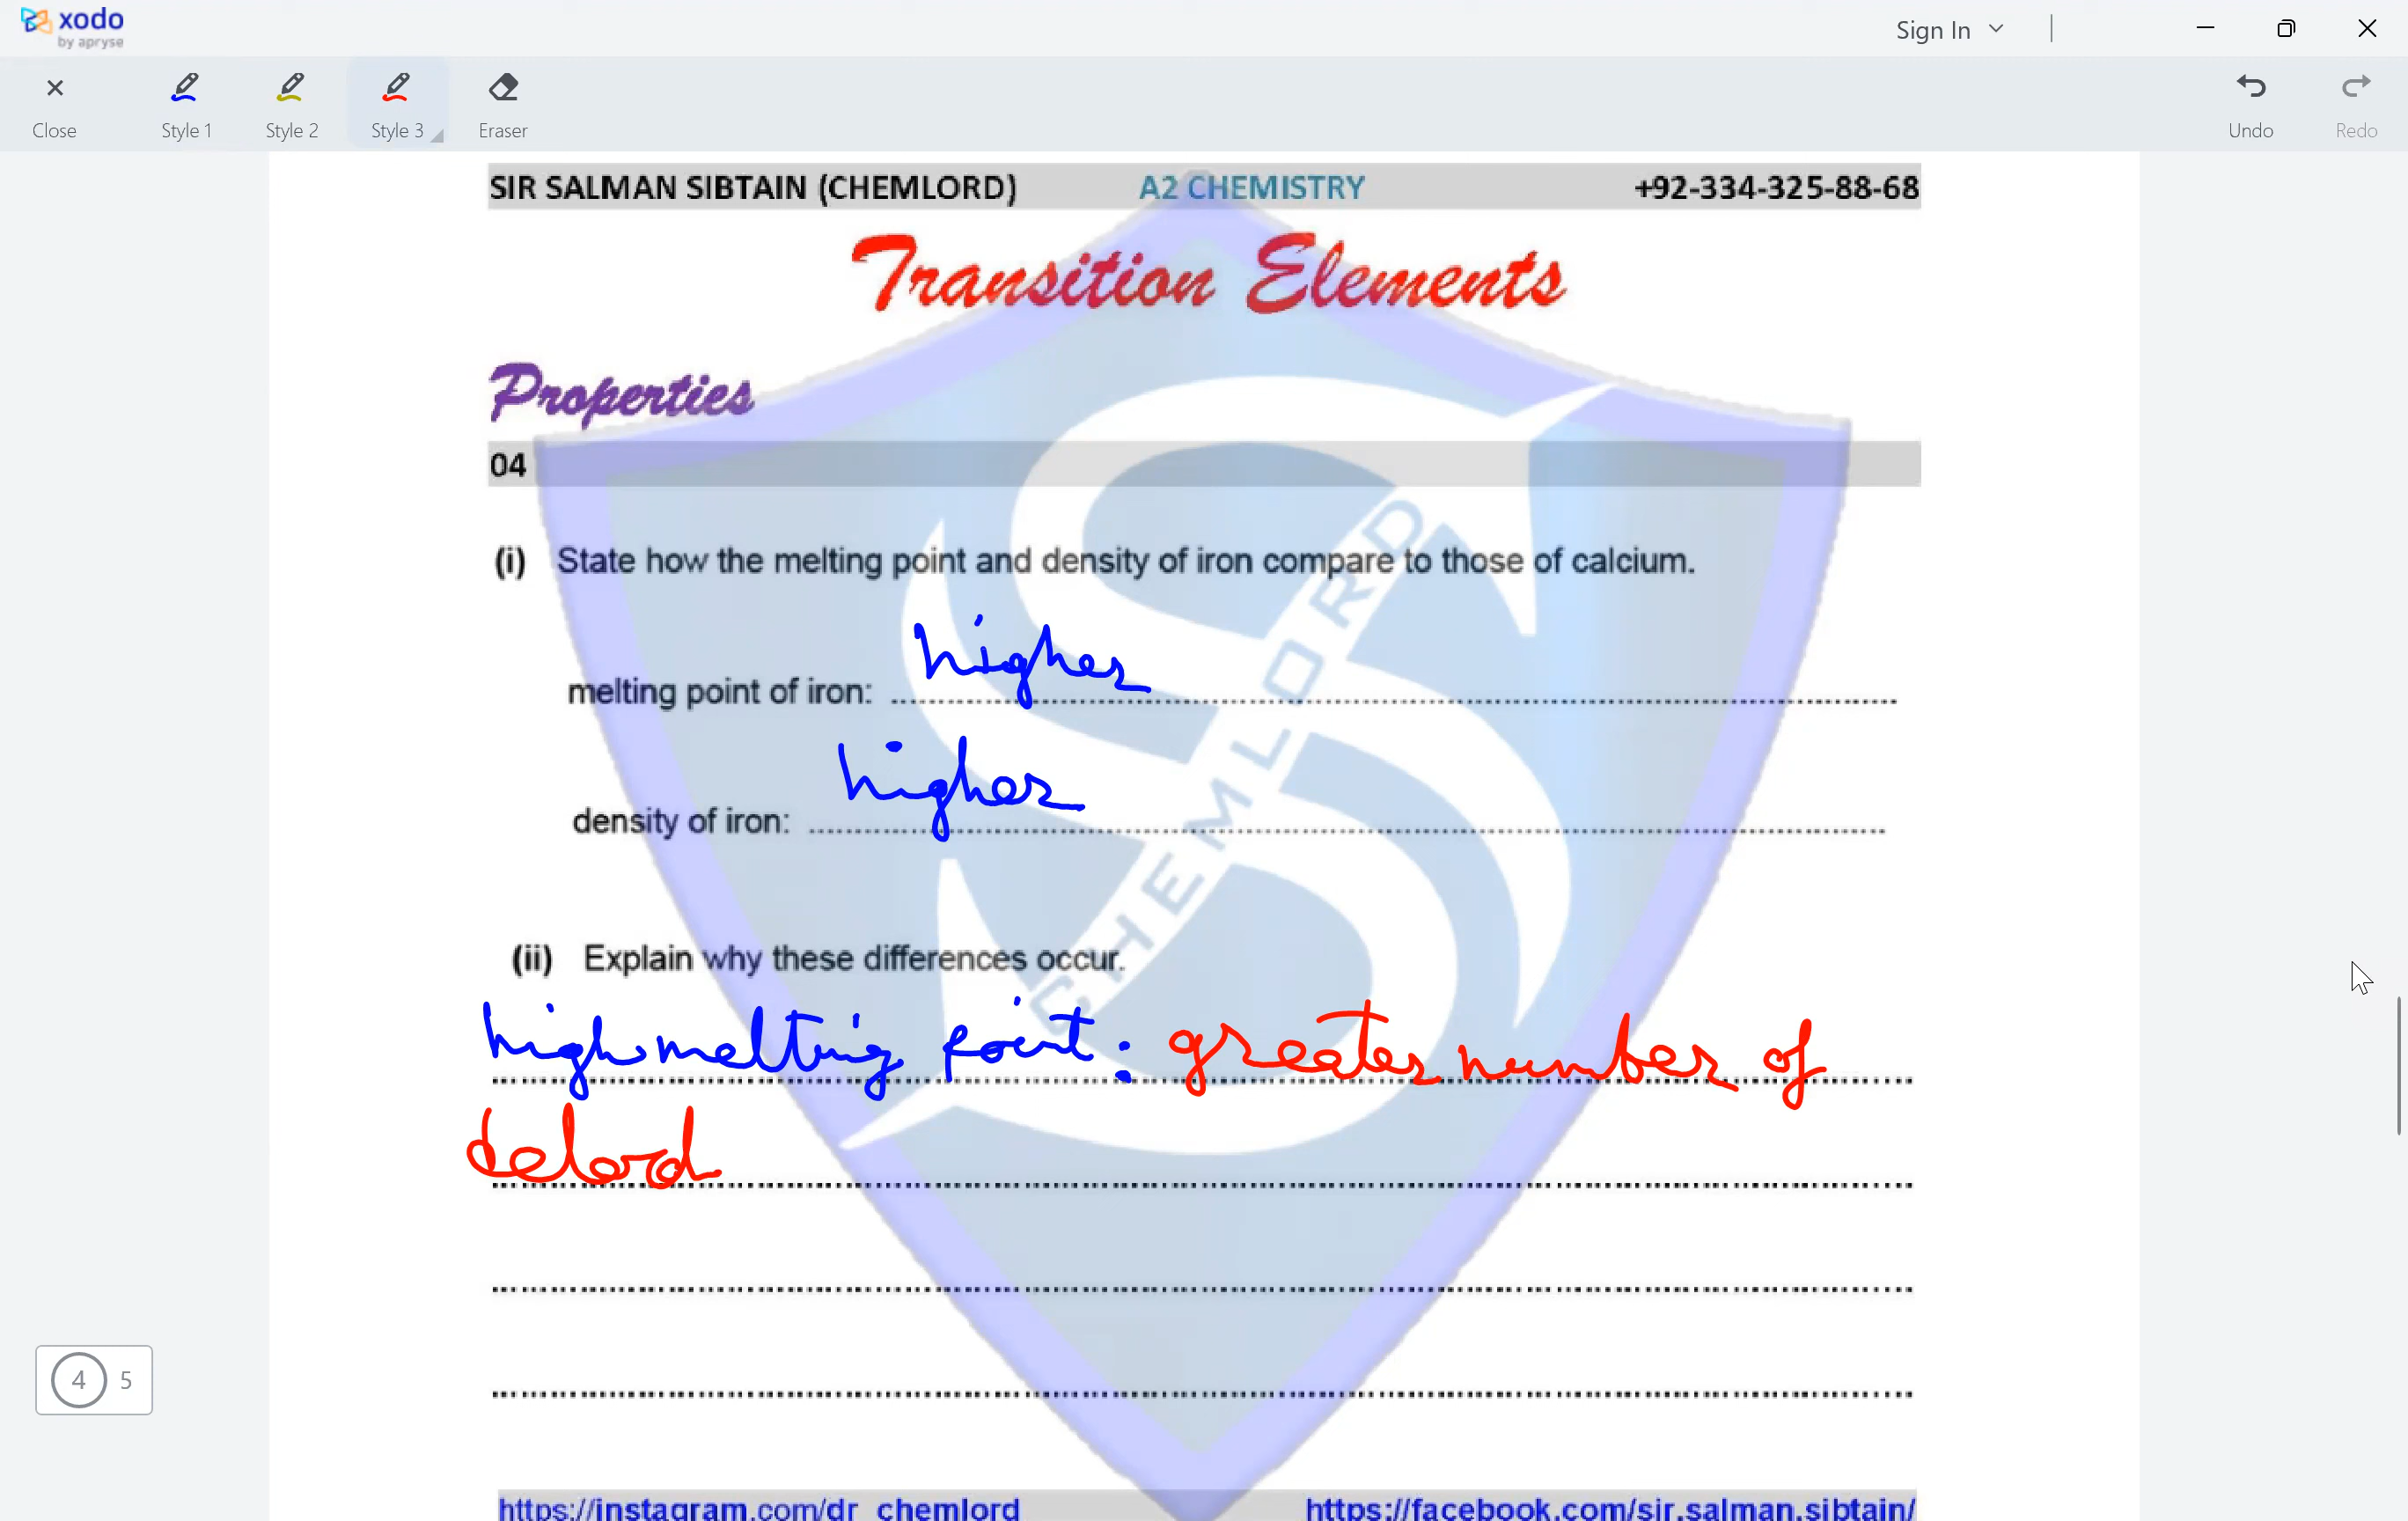 xodo
by apryse
Sign In
Close
Style 1
Style 2
Style 3
Eraser
Undo
Redo
SIR SALMAN SIBTAIN (CHEMLORD) A2 CHEMISTRY +92-334-325-88-68
Transition Elements
Properties
04
(i) State how the melting point and density of iron compare to those of calcium.
melting point of iron: higher
density of iron: higher
CHEMLORD
(ii) Explain why these differences occur.
high melting point: greater number of
delocd
4 5
https://instagram.com/dr_chemlord https://facebook.com/sir.salman.sibtain/